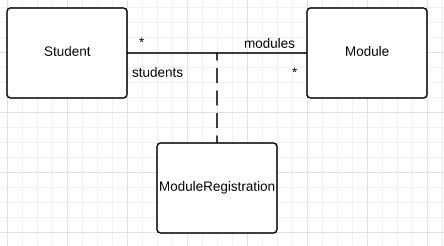 Student
*
modules
Module
students
*
ModuleRegistration